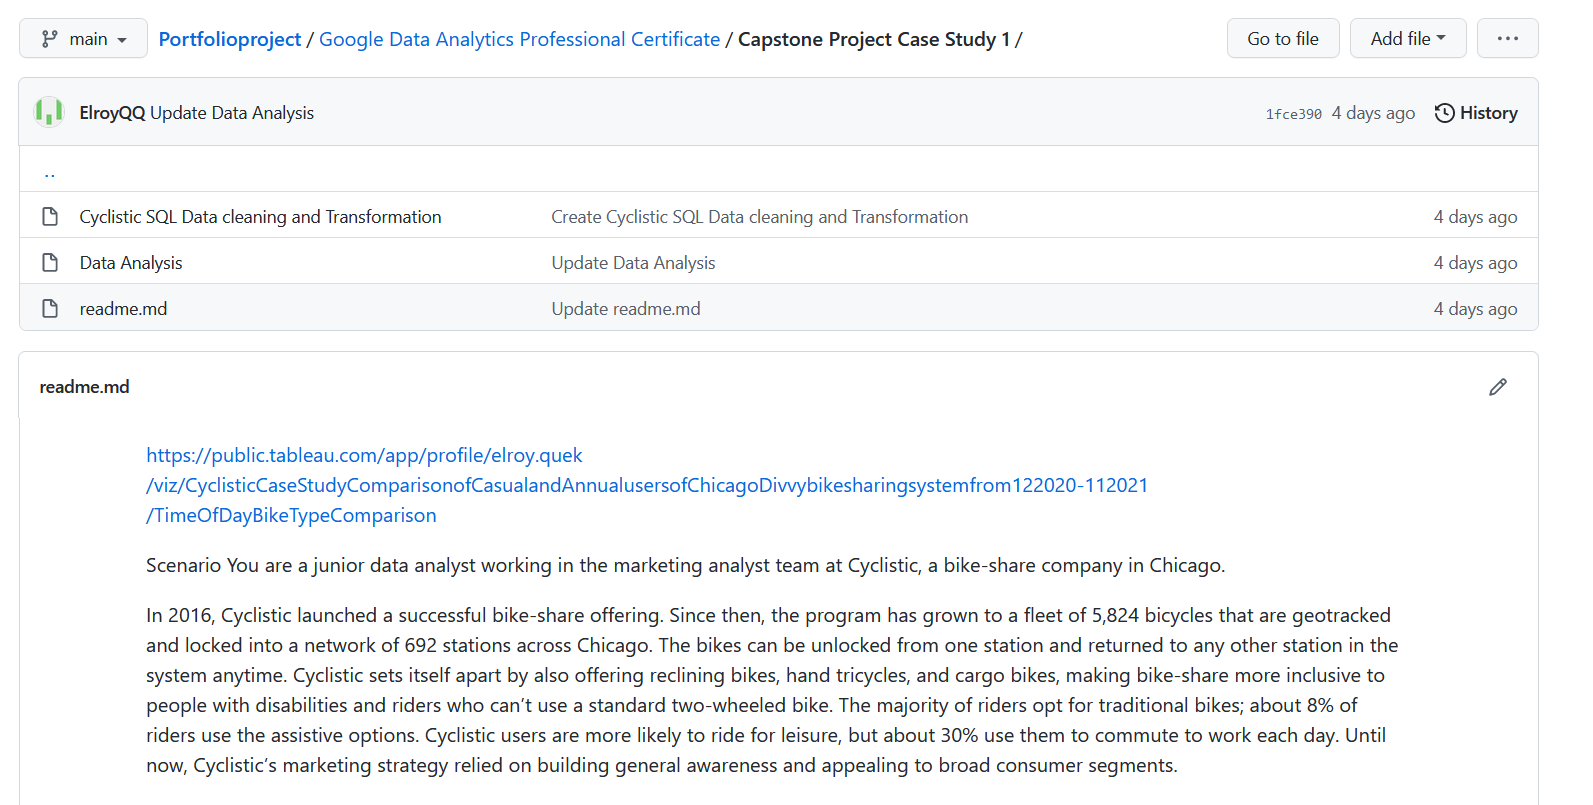 main
Portfolioproject / Google Data Analytics Professional Certificate / Capstone Project Case Study 1 /
Go to file
Add file
...
ElroyQQ Update Data Analysis
1fce390 4 days ago
History
..
Cyclistic SQL Data cleaning and Transformation
Create Cyclistic SQL Data cleaning and Transformation
4 days ago
Data Analysis
Update Data Analysis
4 days ago
readme.md
Update readme.md
4 days ago
readme.md
https://public.tableau.com/app/profile/elroy.quek
/viz/CyclisticCaseStudyComparisonofCasualandAnnualusersofChicagoDivvybikesharingsystemfrom122020-112021
/TimeOfDayBikeTypeComparison
Scenario You are a junior data analyst working in the marketing analyst team at Cyclistic, a bike-share company in Chicago.
In 2016, Cyclistic launched a successful bike-share offering. Since then, the program has grown to a fleet of 5,824 bicycles that are geotracked
and locked into a network of 692 stations across Chicago. The bikes can be unlocked from one station and returned to any other station in the
system anytime. Cyclistic sets itself apart by also offering reclining bikes, hand tricycles, and cargo bikes, making bike-share more inclusive to
people with disabilities and riders who can’t use a standard two-wheeled bike. The majority of riders opt for traditional bikes; about 8% of
riders use the assistive options. Cyclistic users are more likely to ride for leisure, but about 30% use them to commute to work each day. Until
now, Cyclistic’s marketing strategy relied on building general awareness and appealing to broad consumer segments.